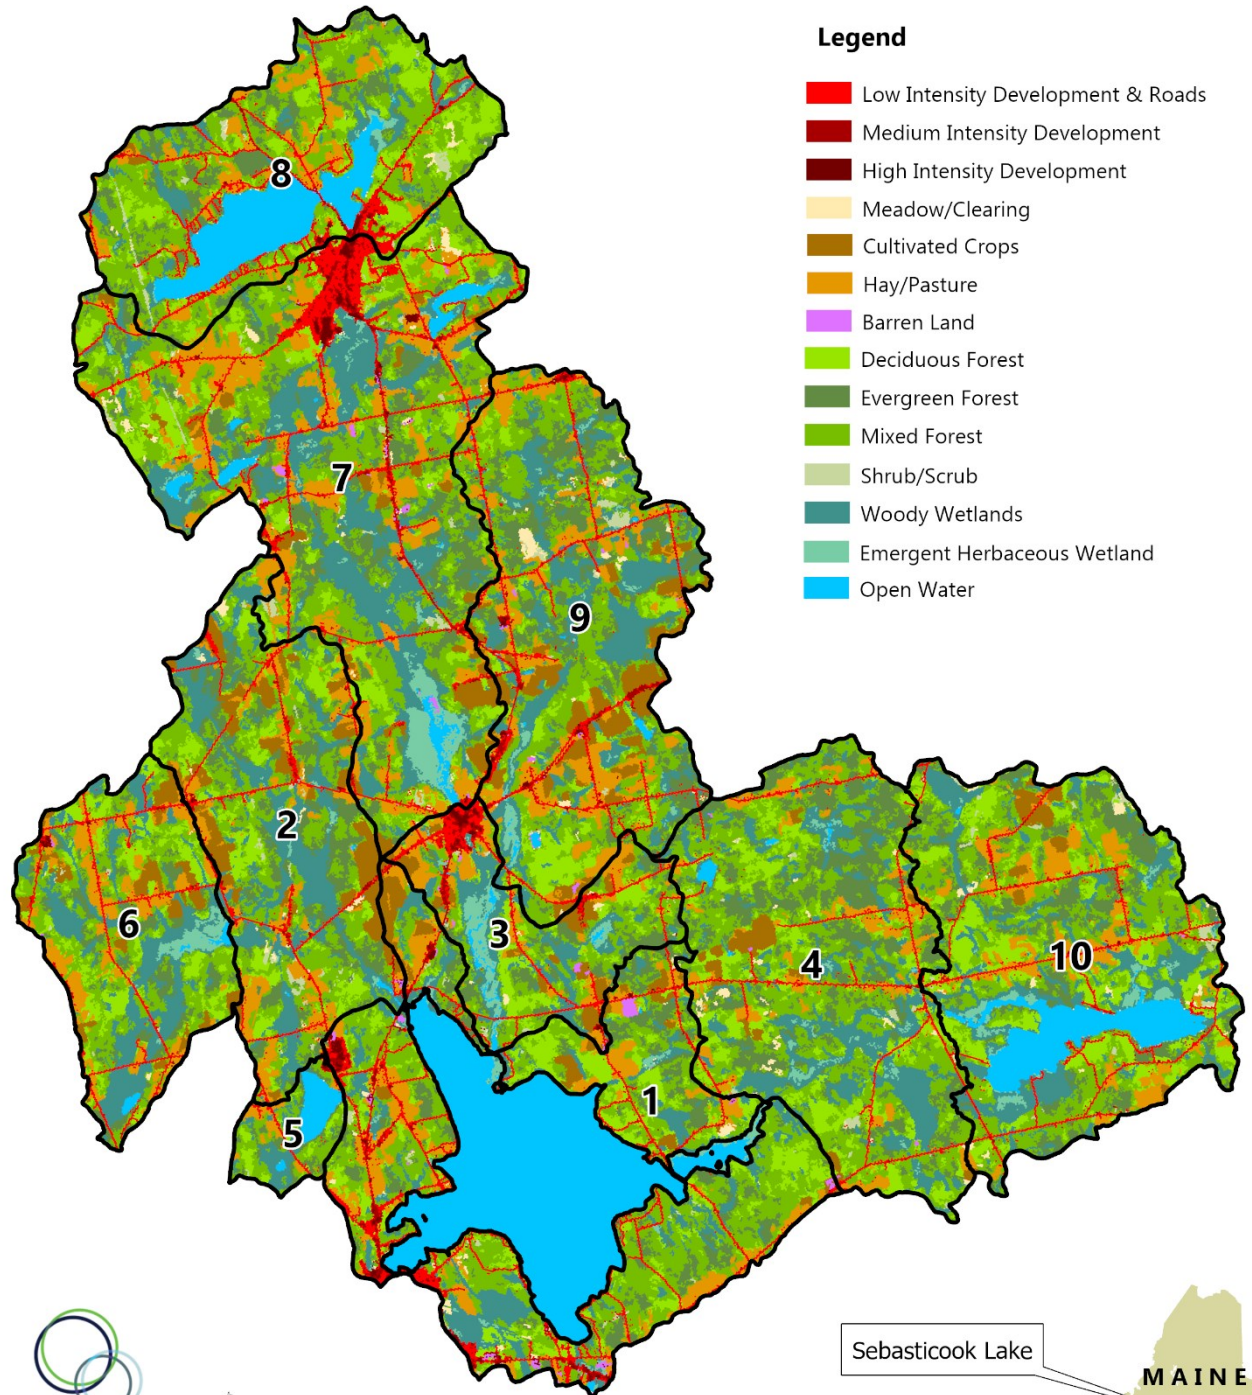 Legend
Low Intensity Development & Roads
Medium Intensity Development
High Intensity Development
Meadow/Clearing
Cultivated Crops
Hay/Pasture
Barren Land
Deciduous Forest
Evergreen Forest
Mixed Forest
Shrub/Scrub
Woody Wetlands
Emergent Herbaceous Wetland
Open Water
8
7
9
2
6
3
4
10
1
5
Sebasticook Lake
MAINE